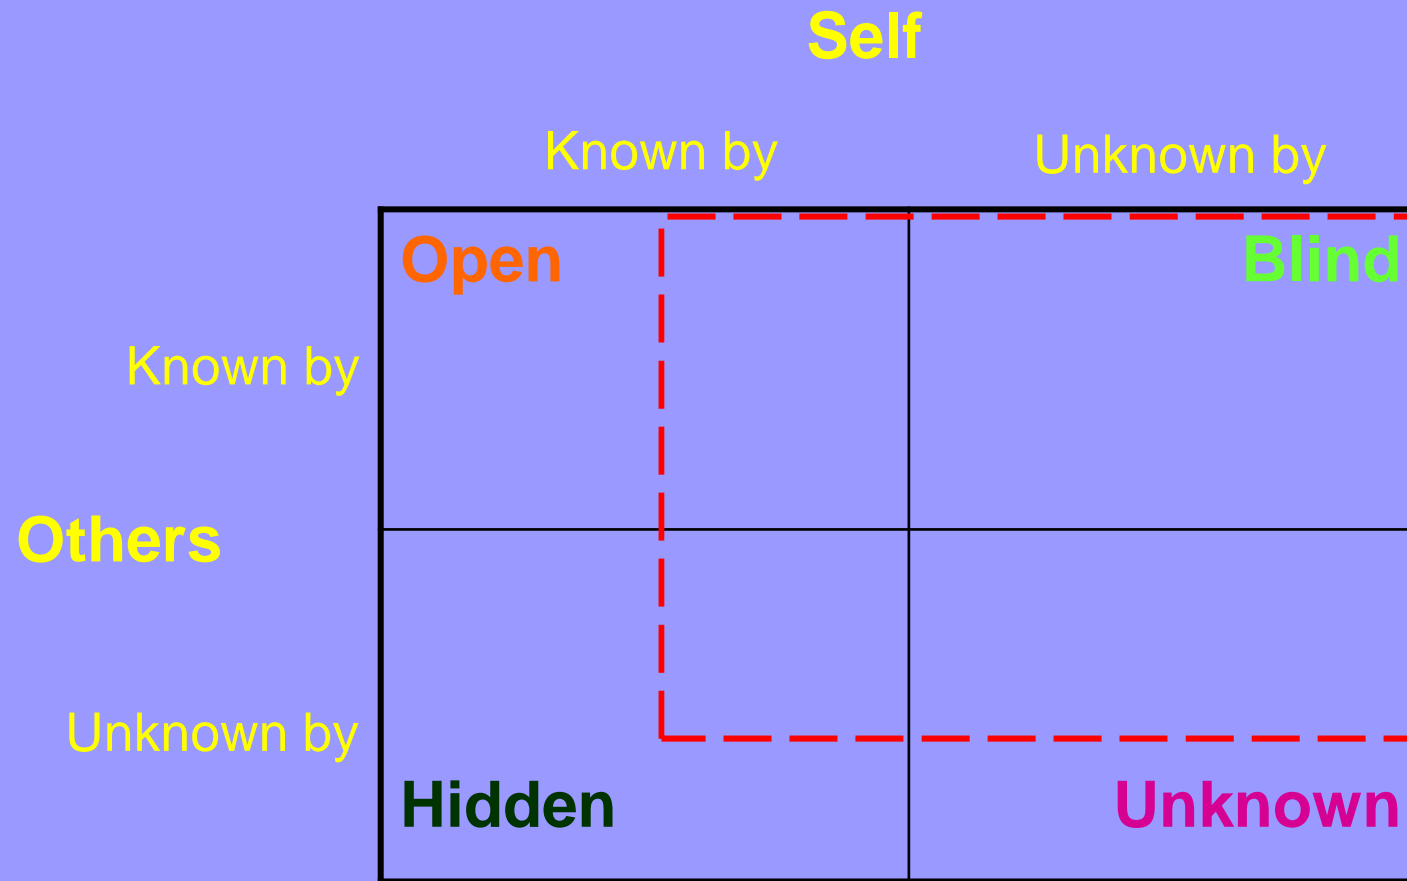 Self
Known by
Unknown by
Open
Blind
Known by
Others
Unknown by
Hidden
Unknown